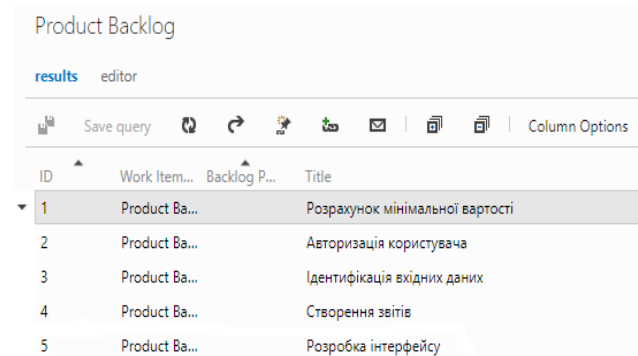 Product Backlog
results editor
Save query Column Options
ID Work Item... Backlog P... Title
1 Product Ba... Розрахунок мінімальної вартості
2 Product Ba... Авторизація користувача
3 Product Ba... Ідентифікація вхідних даних
4 Product Ba... Створення звітів
5 Product Ba... Розробка інтерфейсу